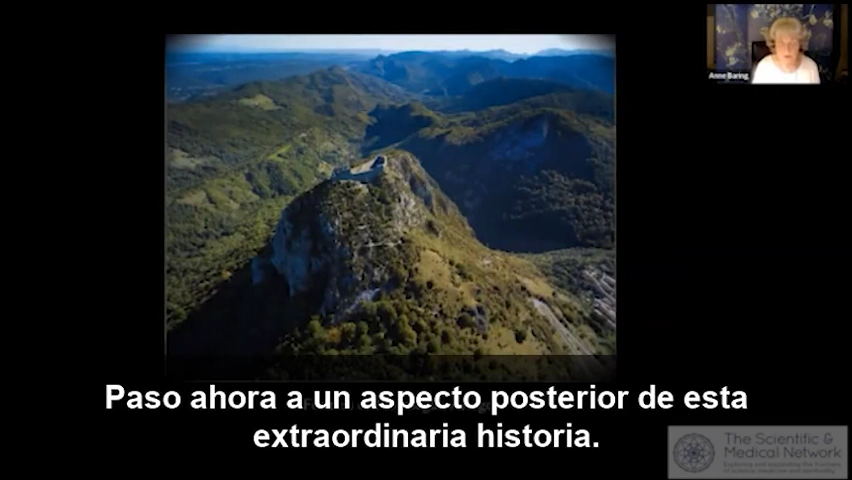 Anne Baring
Paso ahora a un aspecto posterior de esta
extraordinaria historia.
The Scientific &
Medical Network